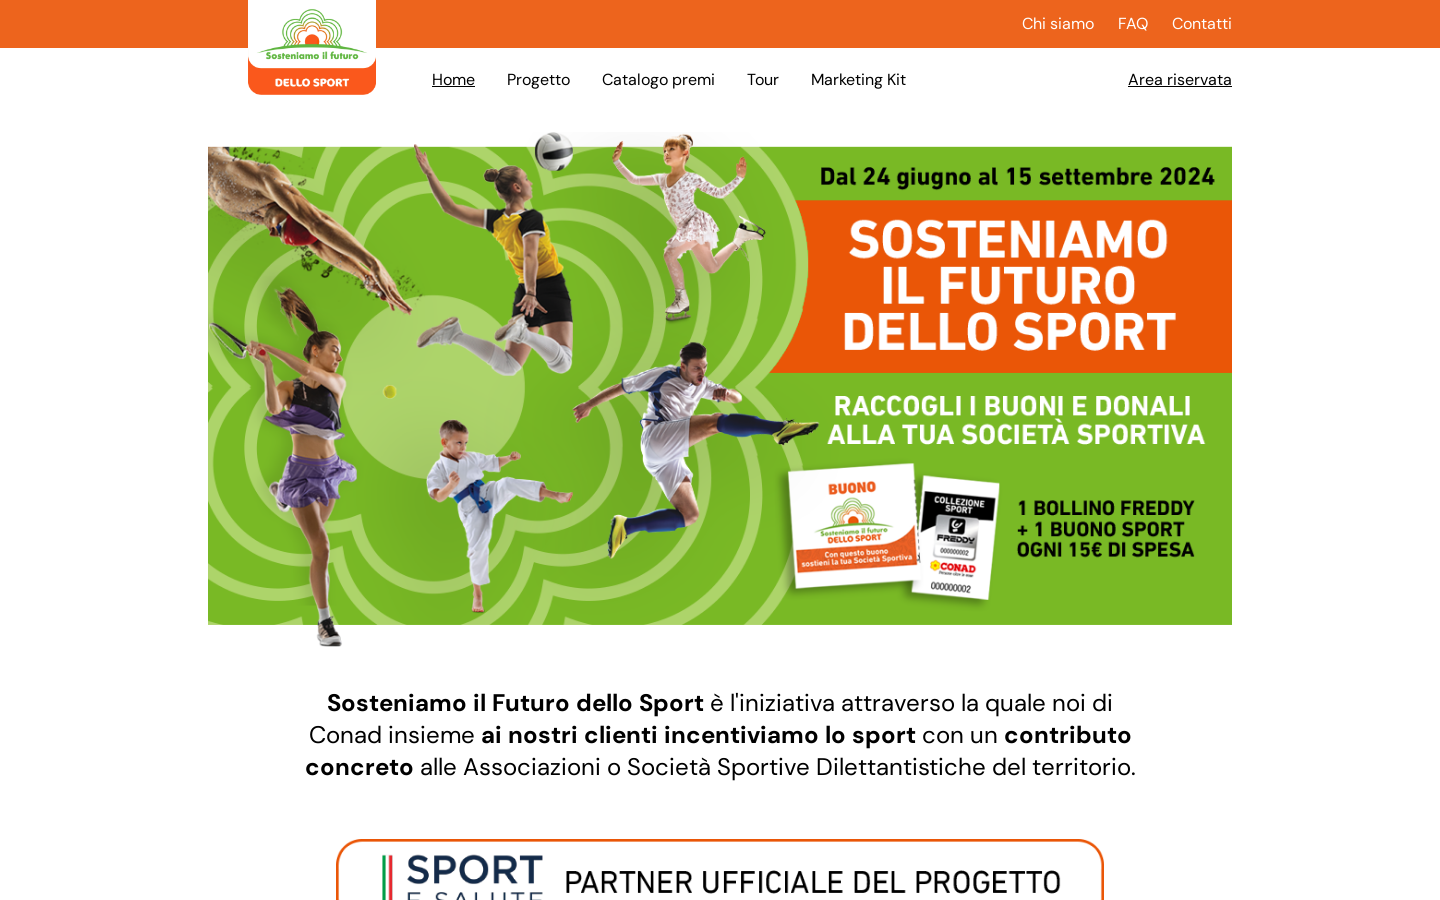 Chi siamo
FAQ
Contatti
Sosteniamo il futuro
DELLO SPORT
Home
Progetto
Catalogo premi
Tour
Marketing Kit
Area riservata
Dal 24 giugno al 15 settembre 2024
SOSTENIAMO
IL FUTURO
DELLO SPORT
RACCOGLI I BUONI E DONALI
ALLA TUA SOCIETÀ SPORTIVA
BUONO
Sosteniamo il futuro
DELLO SPORT
Con questo buono
sostieni la tua Società Sportiva
COLLEZIONE
SPORT
FREDDY
000000002
CONAD
000000002
1 BOLLINO FREDDY
+ 1 BUONO SPORT
OGNI 15€ DI SPESA
Sosteniamo il Futuro dello Sport è l'iniziativa attraverso la quale noi di
Conad insieme ai nostri clienti incentiviamo lo sport con un contributo
concreto alle Associazioni o Società Sportive Dilettantistiche del territorio.
SPORT
E SALUTE
PARTNER UFFICIALE DEL PROGETTO